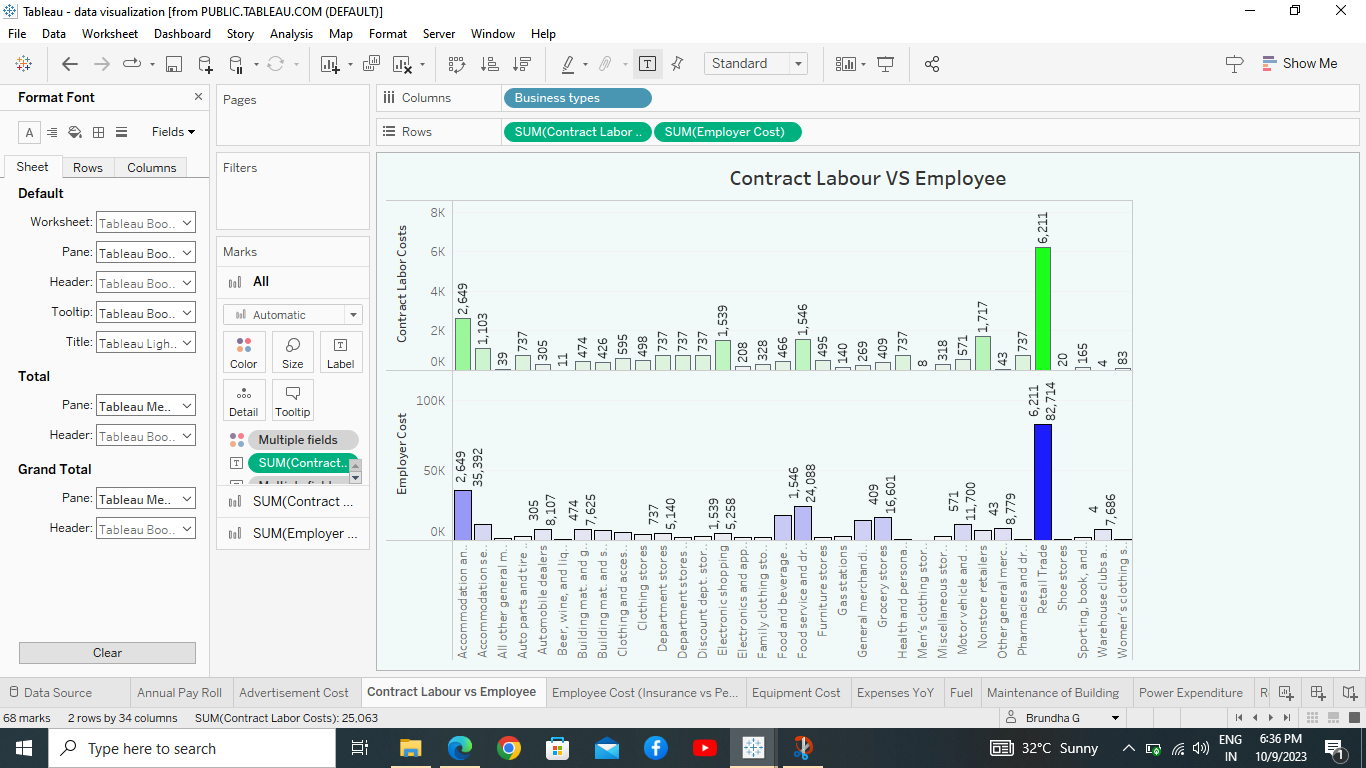 Tableau - data visualization [from PUBLIC.TABLEAU.COM (DEFAULT)]
File Data Worksheet Dashboard Story Analysis Map Format Server Window Help
Standard
Show Me
Format Font
Fields
Sheet Rows Columns
Default
Worksheet: Tableau Boo..
Pane: Tableau Boo..
Header: Tableau Boo..
Tooltip: Tableau Boo..
Title: Tableau Ligh..
Total
Pane: Tableau Me..
Header: Tableau Boo..
Grand Total
Pane: Tableau Me..
Header: Tableau Boo..
Clear
Pages
Filters
Marks
All
Automatic
Color Size Label
Detail Tooltip
Multiple fields
SUM(Contract..
SUM(Contract ...
SUM(Employer ...
Columns Business types
Rows SUM(Contract Labor .. SUM(Employer Cost)
Contract Labour VS Employee
Contract Labor Costs
8K
6K
4K
2K
0K
2,649 1,103 39 737 305 11 474 426 595 498 737 737 737 1,539 208 328 466 1,546 495 140 269 409 737 8 318 571 1,717 43 737 6,211 20 165 4 83
Employer Cost
100K
50K
0K
2,649
35,392
305
8,107
474
7,625
737
5,140
1,539
5,258
1,546
24,088
409
16,601
571
11,700
43
8,779
6,211
82,714
4
7,686
Accommodation an..
Accommodation se..
All other general m..
Auto parts and tire ..
Automobile dealers
Beer, wine, and liq..
Building mat. and g..
Building mat. and s..
Clothing and acces..
Clothing stores
Department stores
Department stores ..
Discount dept. stor..
Electronic shopping
Electronics and app..
Family clothing sto..
Food and beverage ..
Food service and dr..
Furniture stores
Gas stations
General merchandi..
Grocery stores
Health and persona..
Men's clothing stor..
Miscellaneous stor..
Motor vehicle and ..
Nonstore retailers
Other general merc..
Pharmacies and dr..
Retail Trade
Shoe stores
Sporting, book, and..
Warehouse clubs a..
Women's clothing s..
Data Source Annual Pay Roll Advertisement Cost Contract Labour vs Employee Employee Cost (Insurance vs Pe... Equipment Cost Expenses YoY Fuel Maintenance of Building Power Expenditure
68 marks 2 rows by 34 columns SUM(Contract Labor Costs): 25,063 Brundha G
Type here to search
32°C Sunny
ENG
IN
6:36 PM
10/9/2023
1